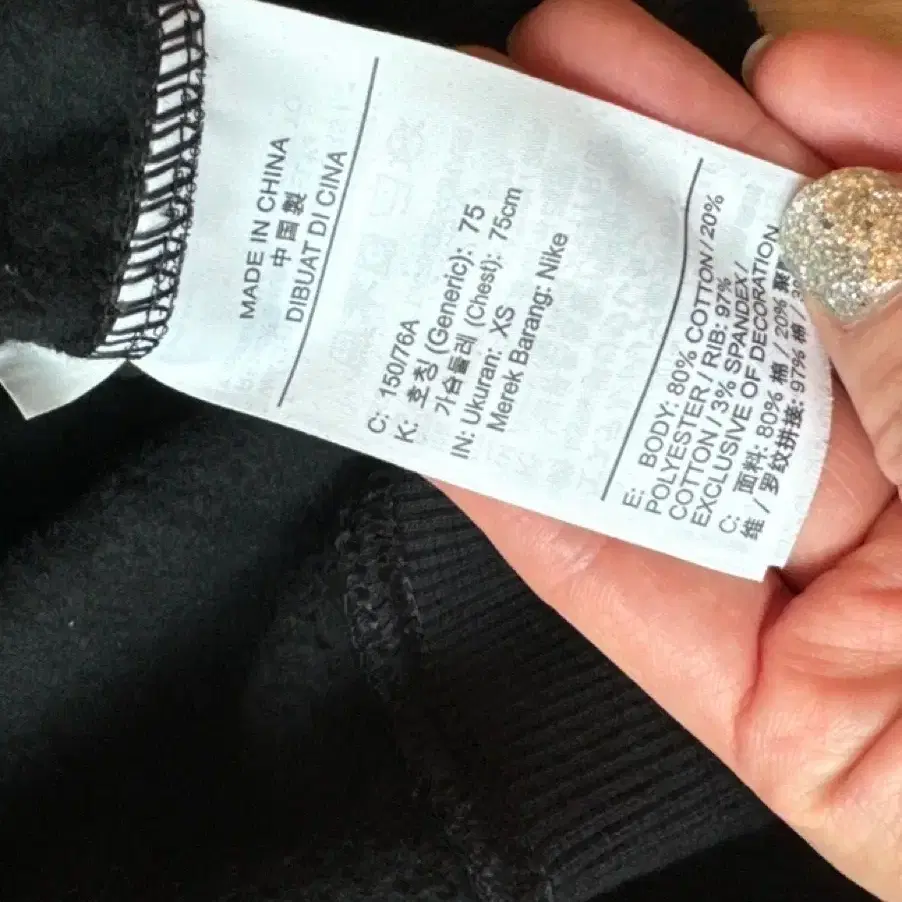 MADE IN CHINA
中国製
DIBUAT DI CINA
C: 150/76A
K: 호칭 (Generic): 75
가슴둘레 (Chest): 75cm
IN: Ukuran: XS
Merek Barang: Nike
E: BODY: 80% COTTON / 20%
POLYESTER / RIB: 97%
COTTON / 3% SPANDEX /
EXCLUSIVE OF DECORATION
C: 面料: 80% 棉 / 20% 聚
维 / 罗纹拼接: 97% 棉 /